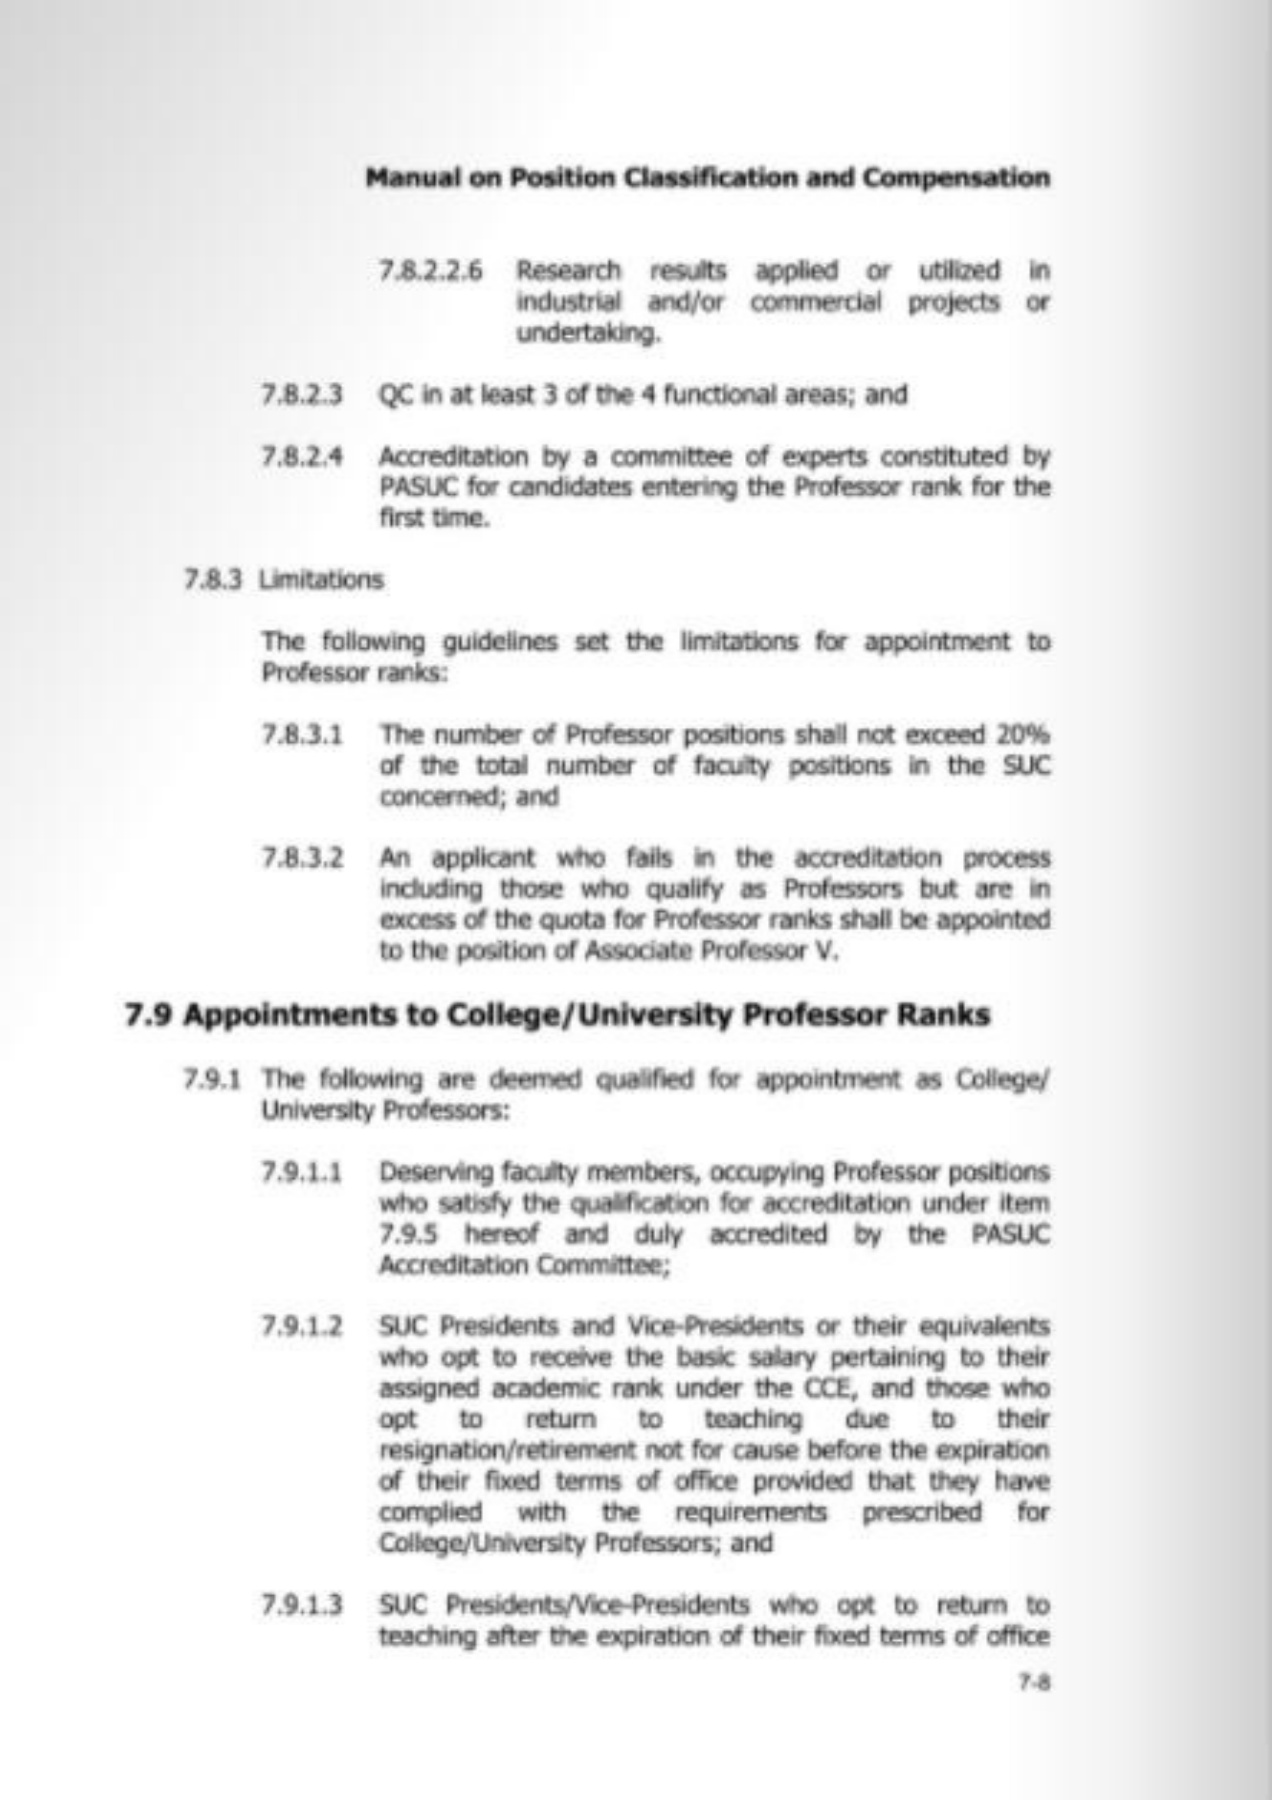 Manual on Position Classification and Compensation
7.8.2.2.6 Research results applied or utilized in
industrial and/or commercial projects or
undertaking.
7.8.2.3 QC in at least 3 of the 4 functional areas; and
7.8.2.4 Accreditation by a committee of experts constituted by
PASUC for candidates entering the Professor rank for the
first time.
7.8.3 Limitations
The following guidelines set the limitations for appointment to
Professor ranks:
7.8.3.1 The number of Professor positions shall not exceed 20%
of the total number of faculty positions in the SUC
concerned; and
7.8.3.2 An applicant who fails in the accreditation process
including those who qualify as Professors but are in
excess of the quota for Professor ranks shall be appointed
to the position of Associate Professor V.
7.9 Appointments to College/University Professor Ranks
7.9.1 The following are deemed qualified for appointment as College/
University Professors:
7.9.1.1 Deserving faculty members, occupying Professor positions
who satisfy the qualification for accreditation under item
7.9.5 hereof and duly accredited by the PASUC
Accreditation Committee;
7.9.1.2 SUC Presidents and Vice-Presidents or their equivalents
who opt to receive the basic salary pertaining to their
assigned academic rank under the CCE, and those who
opt to return to teaching due to their
resignation/retirement not for cause before the expiration
of their fixed terms of office provided that they have
complied with the requirements prescribed for
College/University Professors; and
7.9.1.3 SUC Presidents/Vice-Presidents who opt to return to
teaching after the expiration of their fixed terms of office
7-8